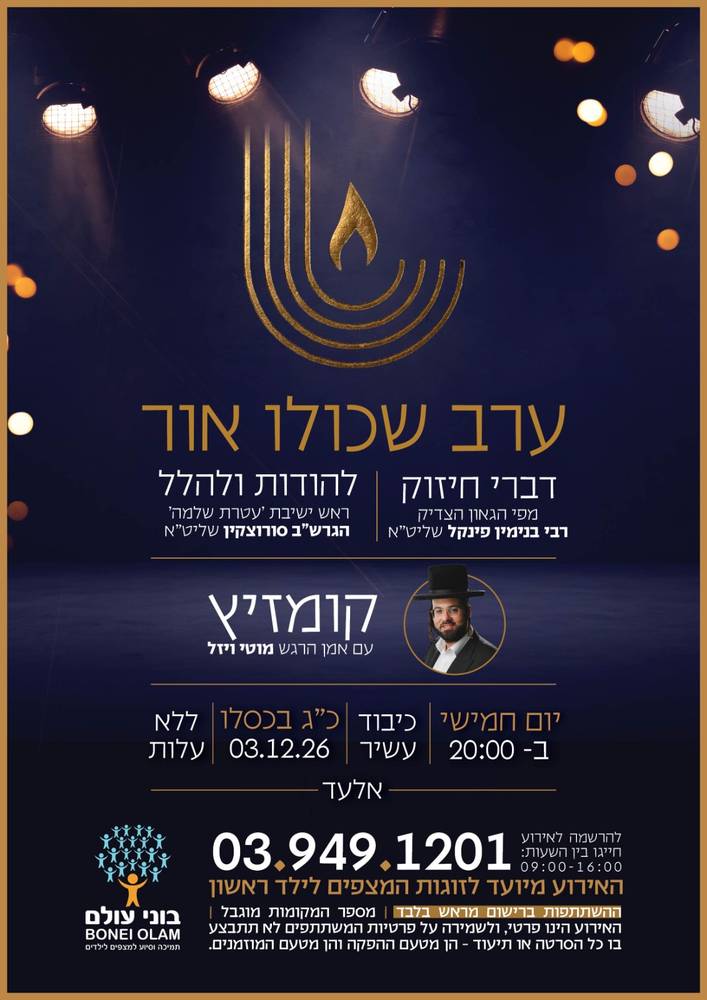 ערב שכולו אור
דברי חיזוק
מפי הגאון הצדיק
רבי בנימין פינקל שליט"א
להודות ולהלל
ראש ישיבת 'עטרת שלמה'
הגרש"ב סורוצקין שליט"א
קומזיץ
עם אמן הרגש מוטי ויזל
יום חמישי
ב- 20:00
כיבוד
עשיר
כ"ג בכסלו
03.12.26
ללא
עלות
אלעד
להרשמה לאירוע
חייגו בין השעות:
09:00-16:00
03.949.1201
האירוע מיועד לזוגות המצפים לילד ראשון
ההשתתפות ברישום מראש בלבד | מספר המקומות מוגבל |
האירוע הינו פרטי, ולשמירה על פרטיות המשתתפים לא תתבצע
בו כל הסרטה או תיעוד - הן מטעם ההפקה והן מטעם המוזמנים.
בוני עולם
BONEI OLAM
תמיכה וסיוע למצפים לילדים